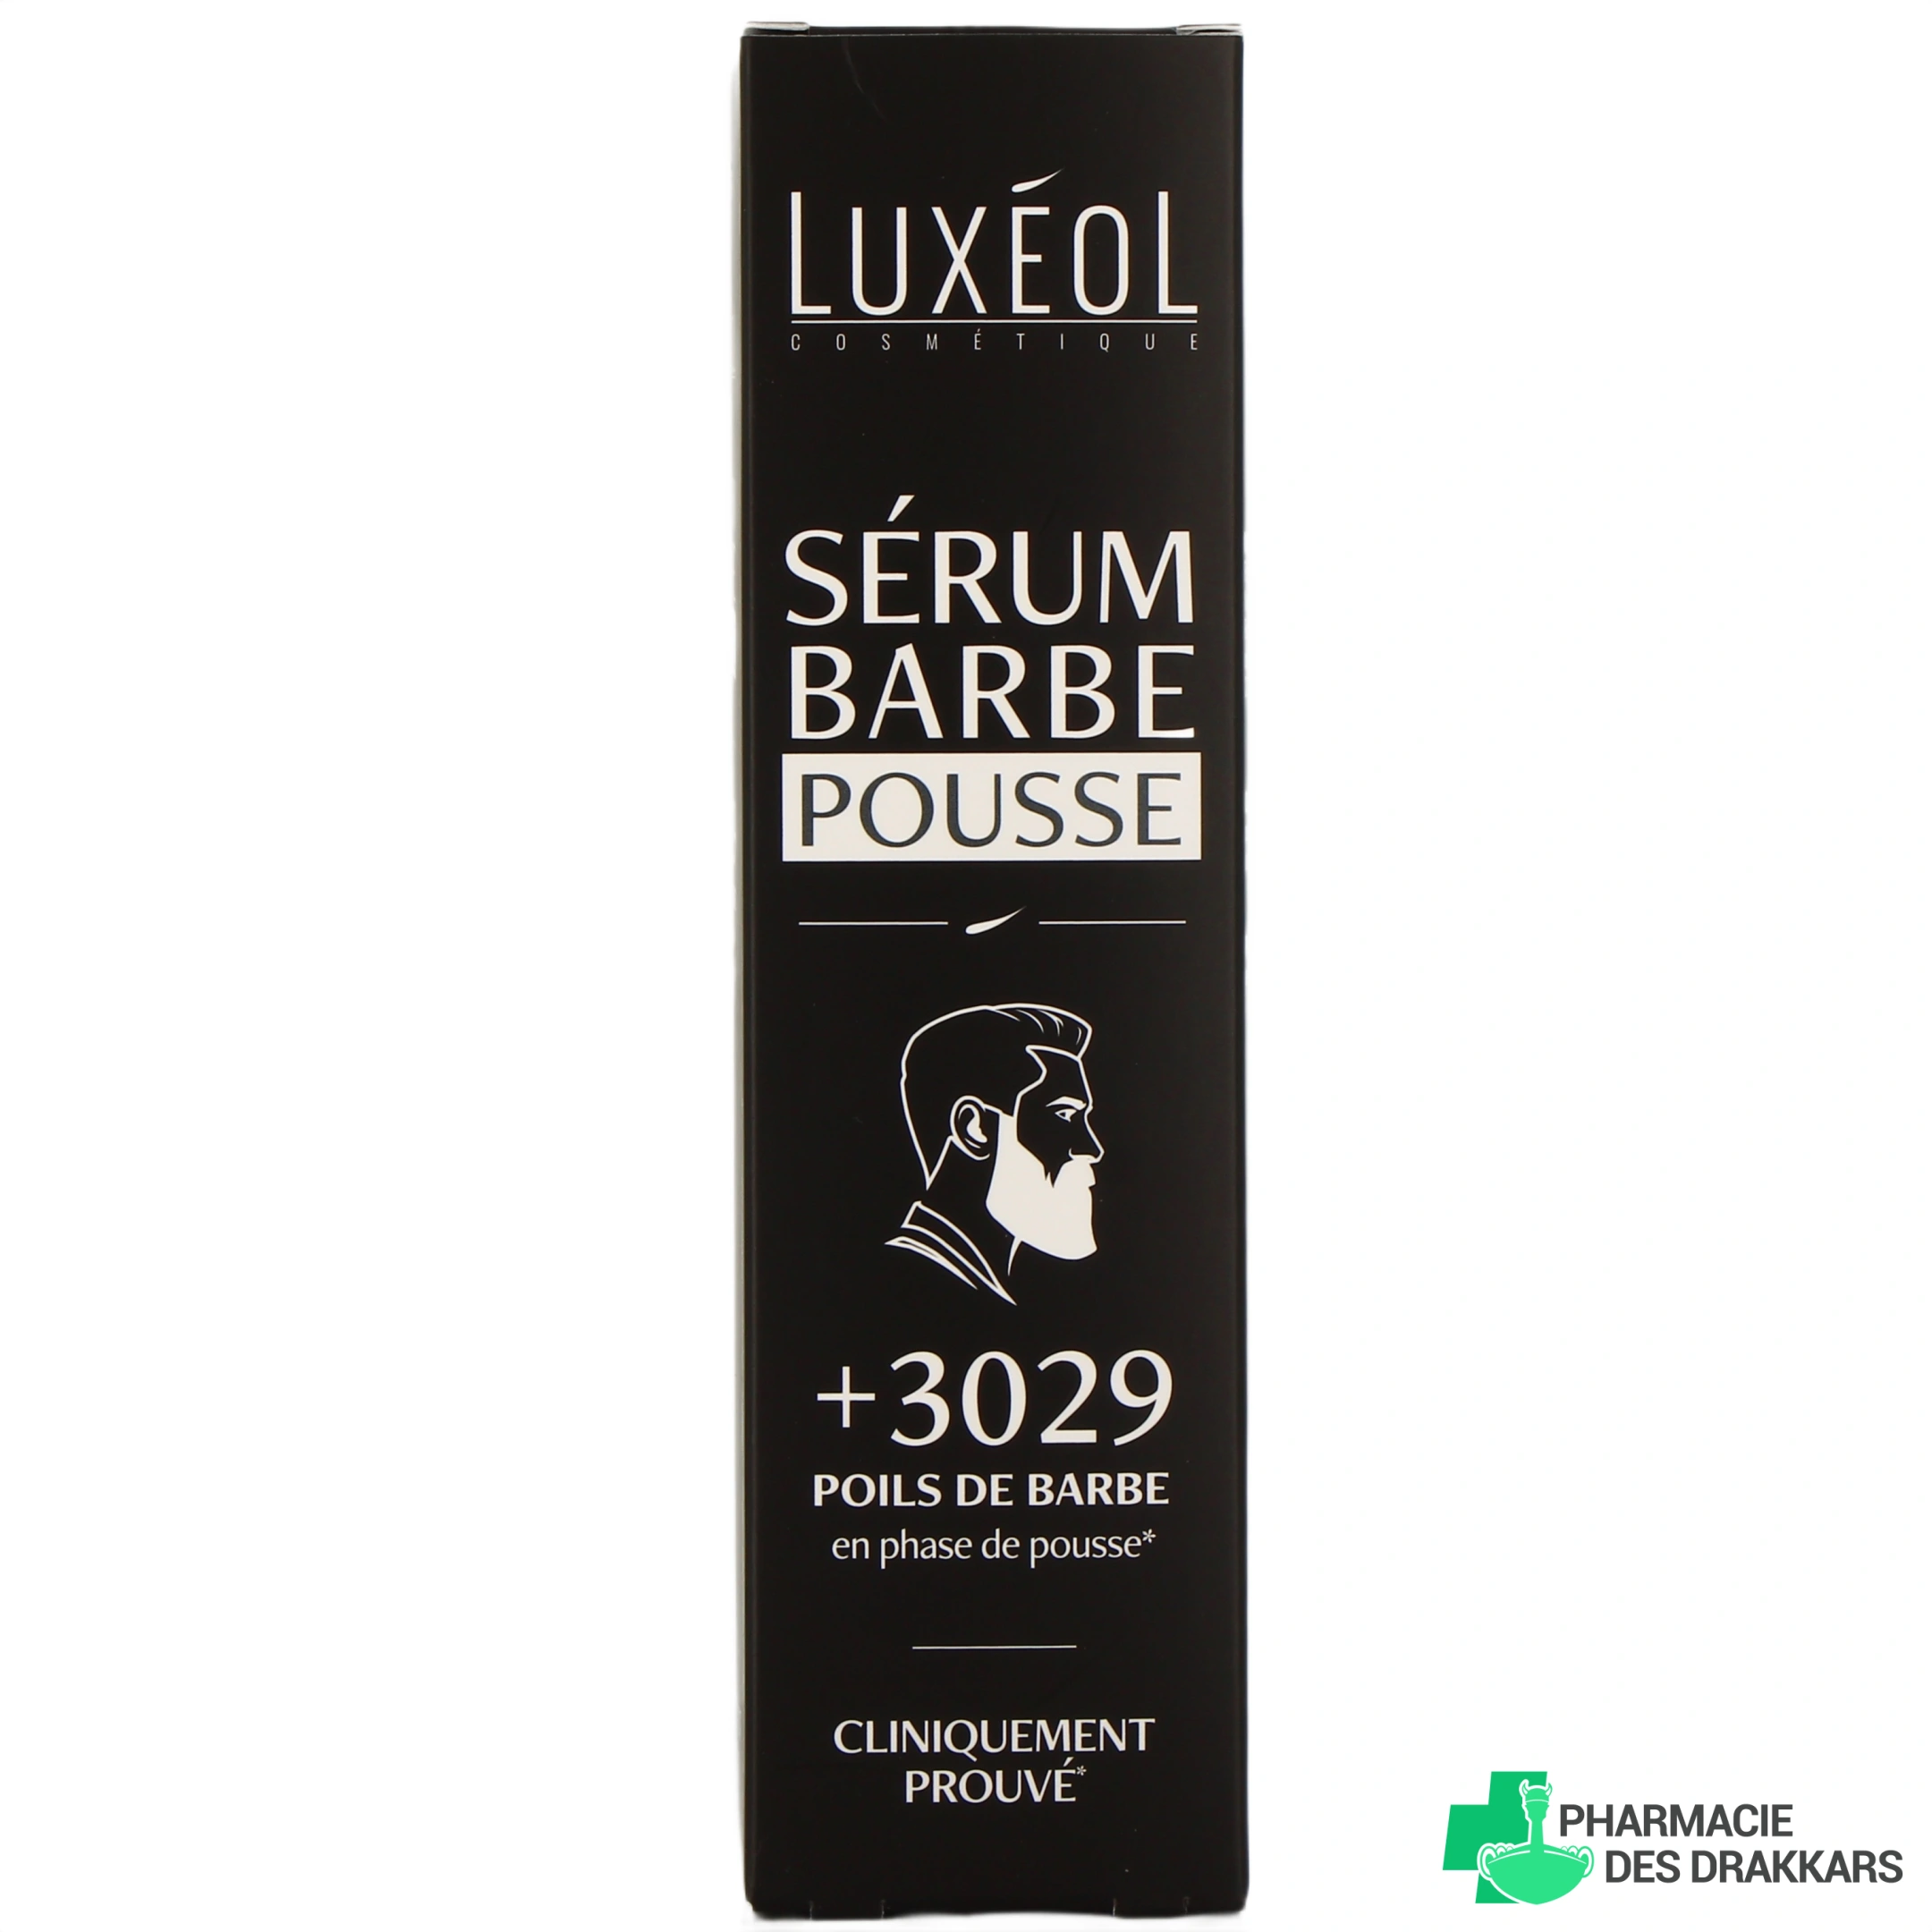 LUXÉOL
COSMÉTIQUE
SÉRUM
BARBE
POUSSE
+3029
POILS DE BARBE
en phase de pousse*
CLINIQUEMENT
PROUVÉ*
PHARMACIE
DES DRAKKARS